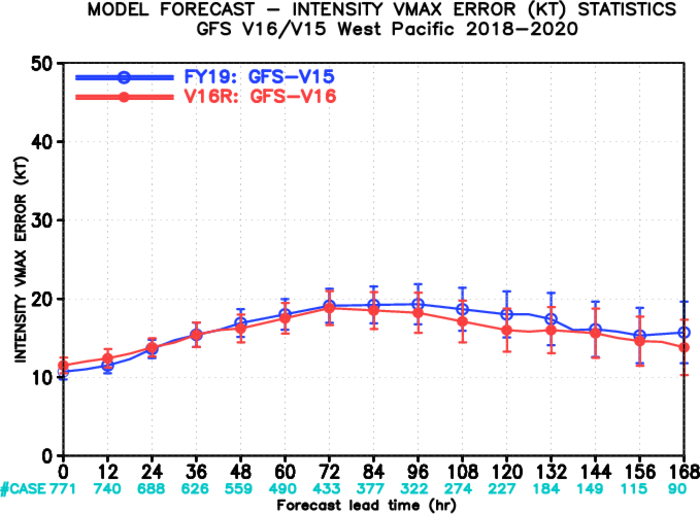 MODEL FORECAST – INTENSITY VMAX ERROR (KT) STATISTICS
GFS V16/V15 West Pacific 2018–2020
FY19: GFS–V15
V16R: GFS–V16
INTENSITY VMAX ERROR (KT)
50
40
30
20
10
0
0 12 24 36 48 60 72 84 96 108 120 132 144 156 168
#CASE 771 740 688 626 559 490 433 377 322 274 227 184 149 115 90
Forecast lead time (hr)